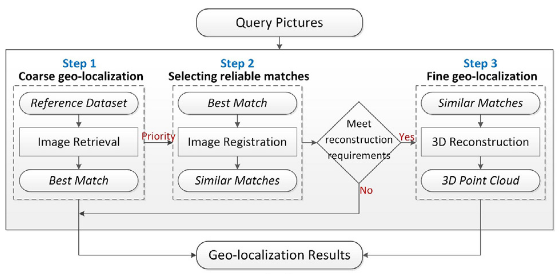 Query Pictures
Step 1
Coarse geo-localization
Reference Dataset
Image Retrieval
Best Match
Priority
Step 2
Selecting reliable matches
Best Match
Image Registration
Similar Matches
Meet
reconstruction
requirements
Yes
No
Step 3
Fine geo-localization
Similar Matches
3D Reconstruction
3D Point Cloud
Geo-localization Results